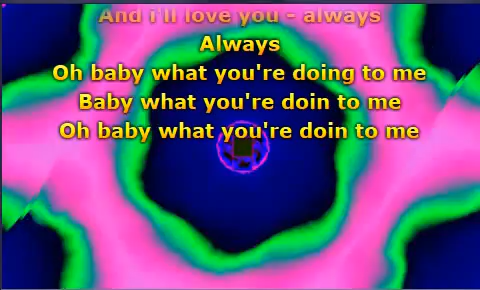 And i'll love you - always
Always
Oh baby what you're doing to me
Baby what you're doin to me
Oh baby what you're doin to me